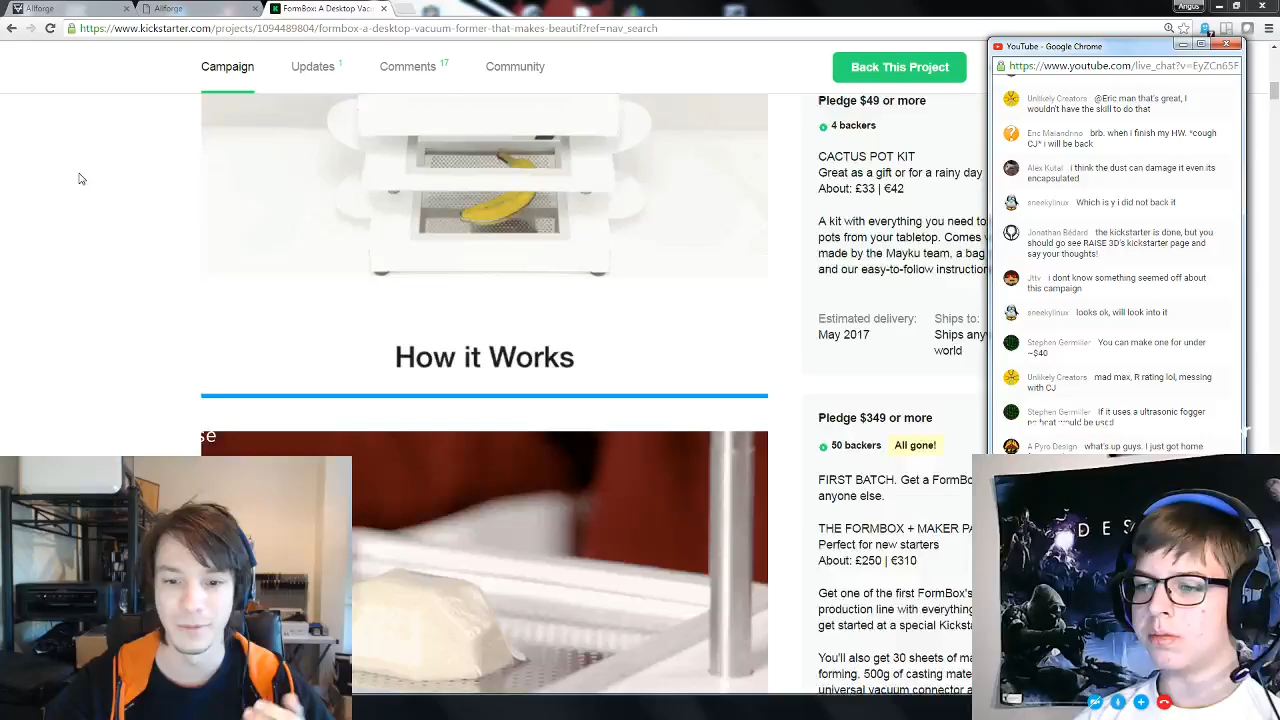 Allforge
Allforge
FormBox: A Desktop Vac
Angus
https://www.kickstarter.com/projects/1094489804/formbox-a-desktop-vacuum-former-that-makes-beautif?ref=nav_search
Campaign
Updates 1
Comments 17
Community
Back This Project
Pledge $49 or more
4 backers
CACTUS POT KIT
Great as a gift or for a rainy day
About: £33 | €42
A kit with everything you need to
pots from your tabletop. Comes
made by the Mayku team, a bag
and our easy-to-follow instruction
Estimated delivery:
May 2017
Ships to:
Ships any
world
How it Works
Pledge $349 or more
50 backers
All gone!
FIRST BATCH. Get a FormBo
anyone else.
THE FORMBOX + MAKER PA
Perfect for new starters
About: £250 | €310
Get one of the first FormBox's
production line with everything
get started at a special Kicksta
You'll also get 30 sheets of ma
forming. 500g of casting mate
universal vacuum connector a
se
YouTube - Google Chrome
https://www.youtube.com/live_chat?v=EyZCn65F
Unlikely Creators @Eric man that's great, I
wouldn't have the skill to do that
Eric Malandrino brb. when i finish my HW. *cough
CJ* i will be back
Alex Kutal i think the dust can damage it even its
encapsulated
sneekylinux Which is y i did not back it
Jonathan Bédard the kickstarter is done, but you
should go see RAISE 3D's kickstarter page and
say your thoughts!
Jttv i dont know something seemed off about
this campaign
sneekylinux looks ok, will look into it
Stephen Germiller You can make one for under
~$40
Unlikely Creators mad max, R rating lol, messing
with CJ
Stephen Germiller If it uses a ultrasonic fogger
no heat would be used
A Pyro Design what's up guys. I just got home
DES